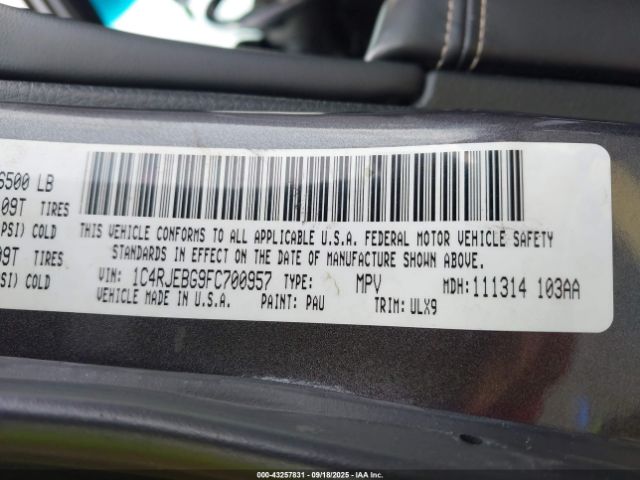 6500 LB
09T TIRES
PSI) COLD
09T TIRES
PSI) COLD
THIS VEHICLE CONFORMS TO ALL APPLICABLE U.S.A. FEDERAL MOTOR VEHICLE SAFETY
STANDARDS IN EFFECT ON THE DATE OF MANUFACTURE SHOWN ABOVE.
VIN: 1C4RJEBG9FC700957 TYPE: MPV MDH:111314 103AA
VEHICLE MADE IN U.S.A. PAINT: PAU TRIM:ULX9
000-43257831 - 09/18/2025 - IAA Inc.